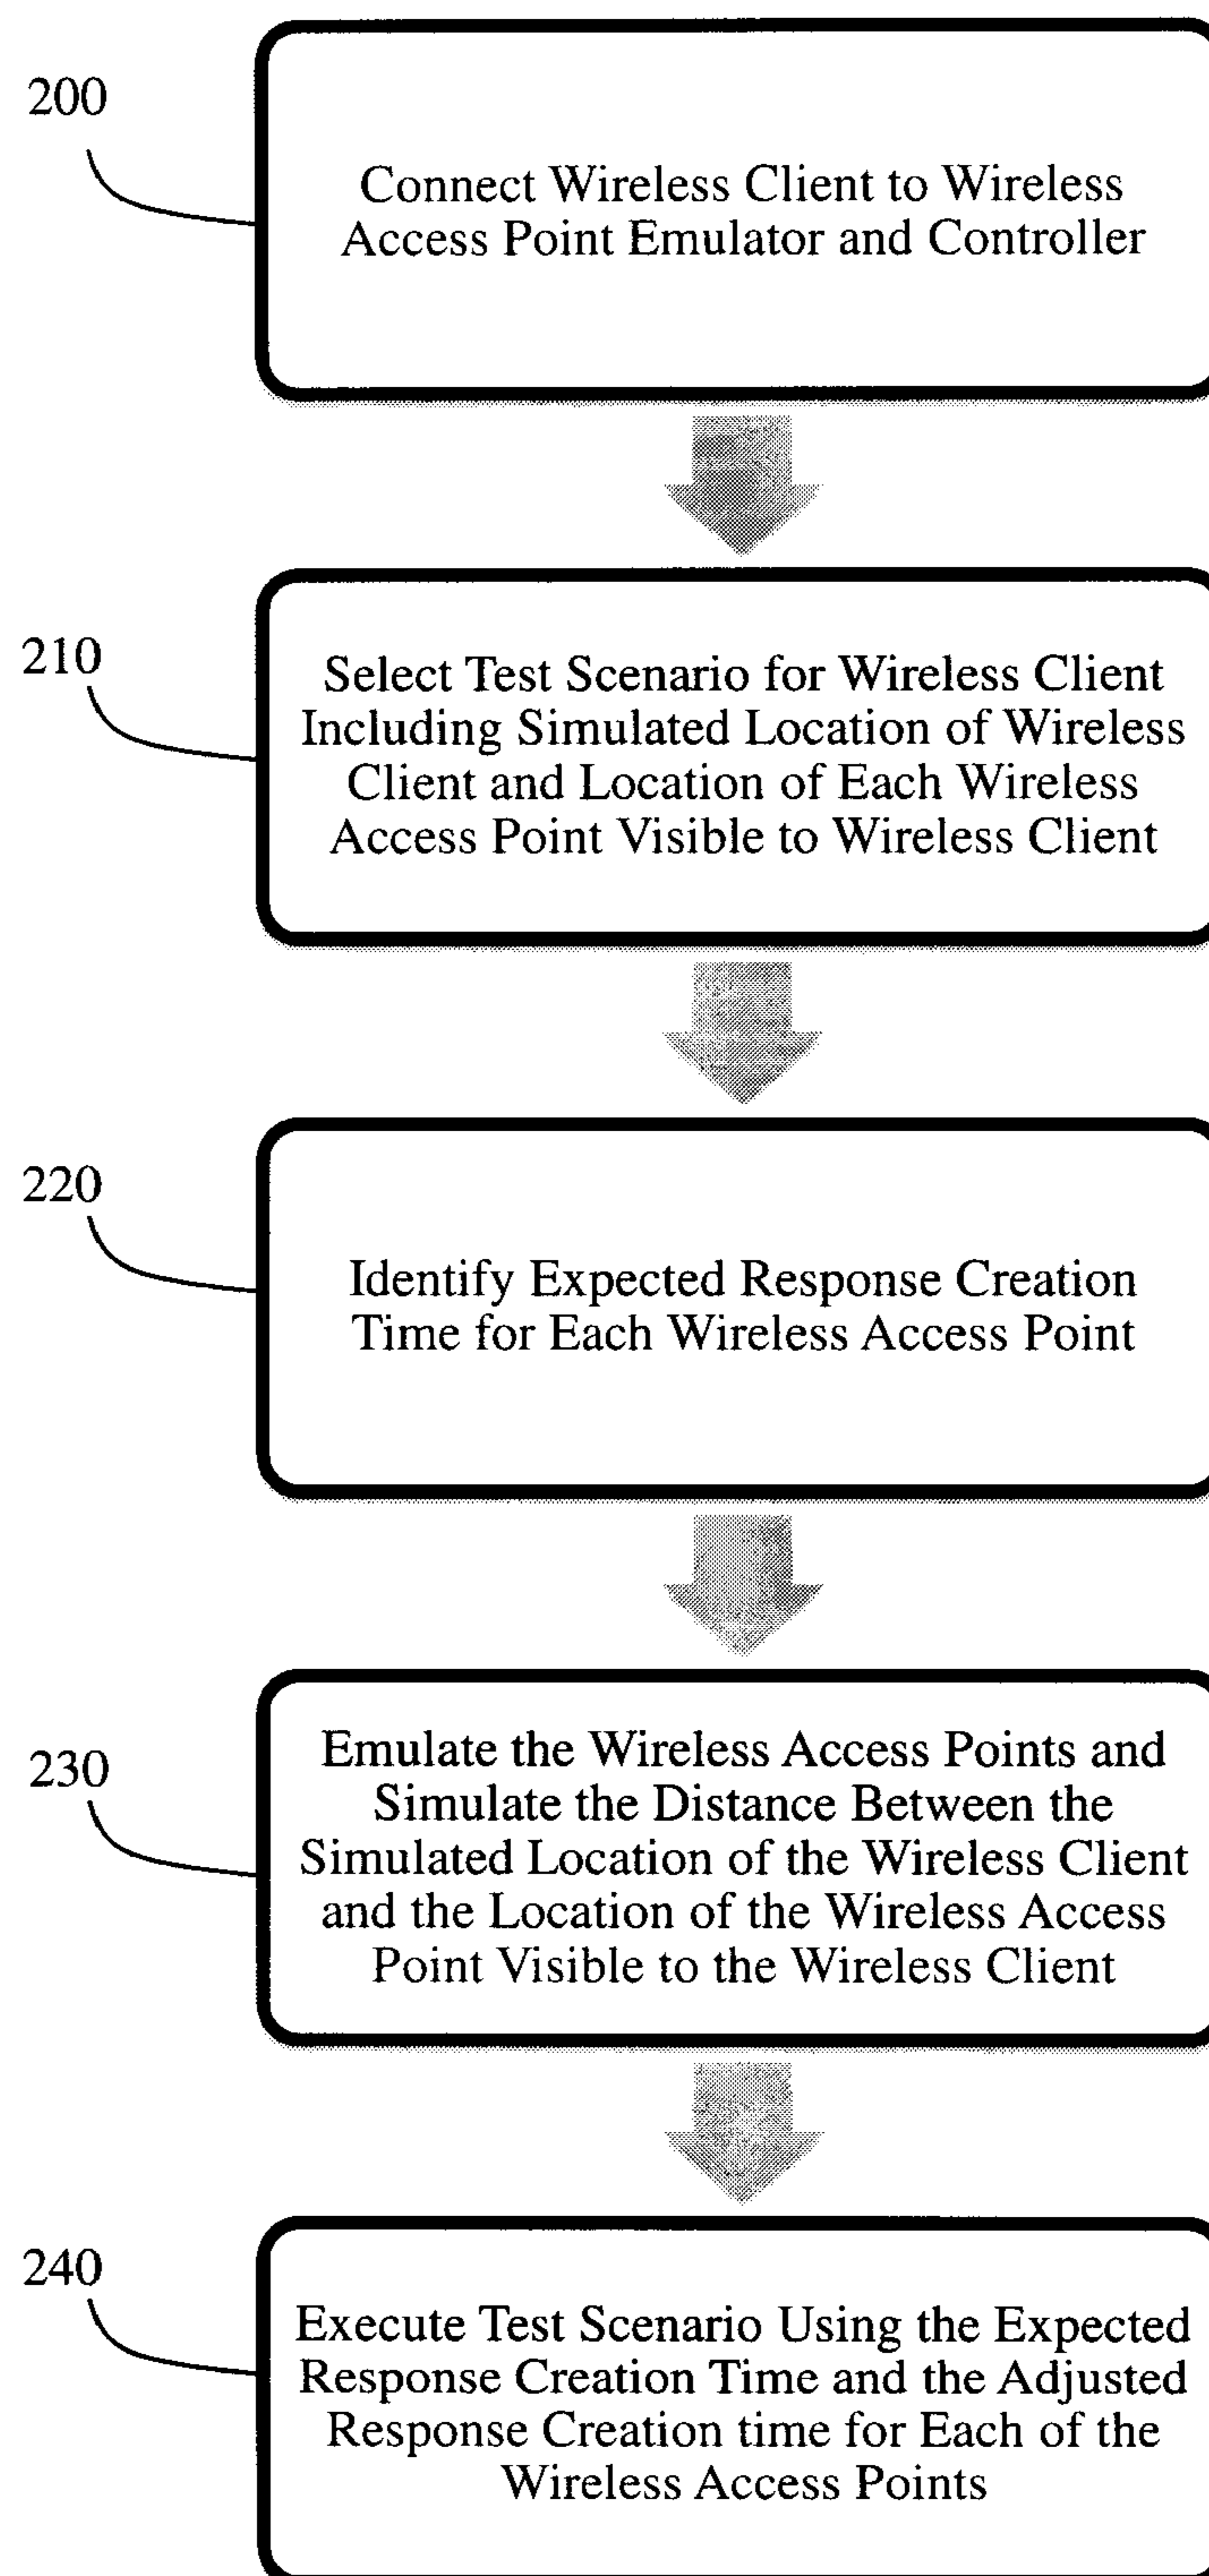 200
Connect Wireless Client to Wireless
Access Point Emulator and Controller
210
Select Test Scenario for Wireless Client
Including Simulated Location of Wireless
Client and Location of Each Wireless
Access Point Visible to Wireless Client
220
Identify Expected Response Creation
Time for Each Wireless Access Point
230
Emulate the Wireless Access Points and
Simulate the Distance Between the
Simulated Location of the Wireless Client
and the Location of the Wireless Access
Point Visible to the Wireless Client
240
Execute Test Scenario Using the Expected
Response Creation Time and the Adjusted
Response Creation time for Each of the
Wireless Access Points